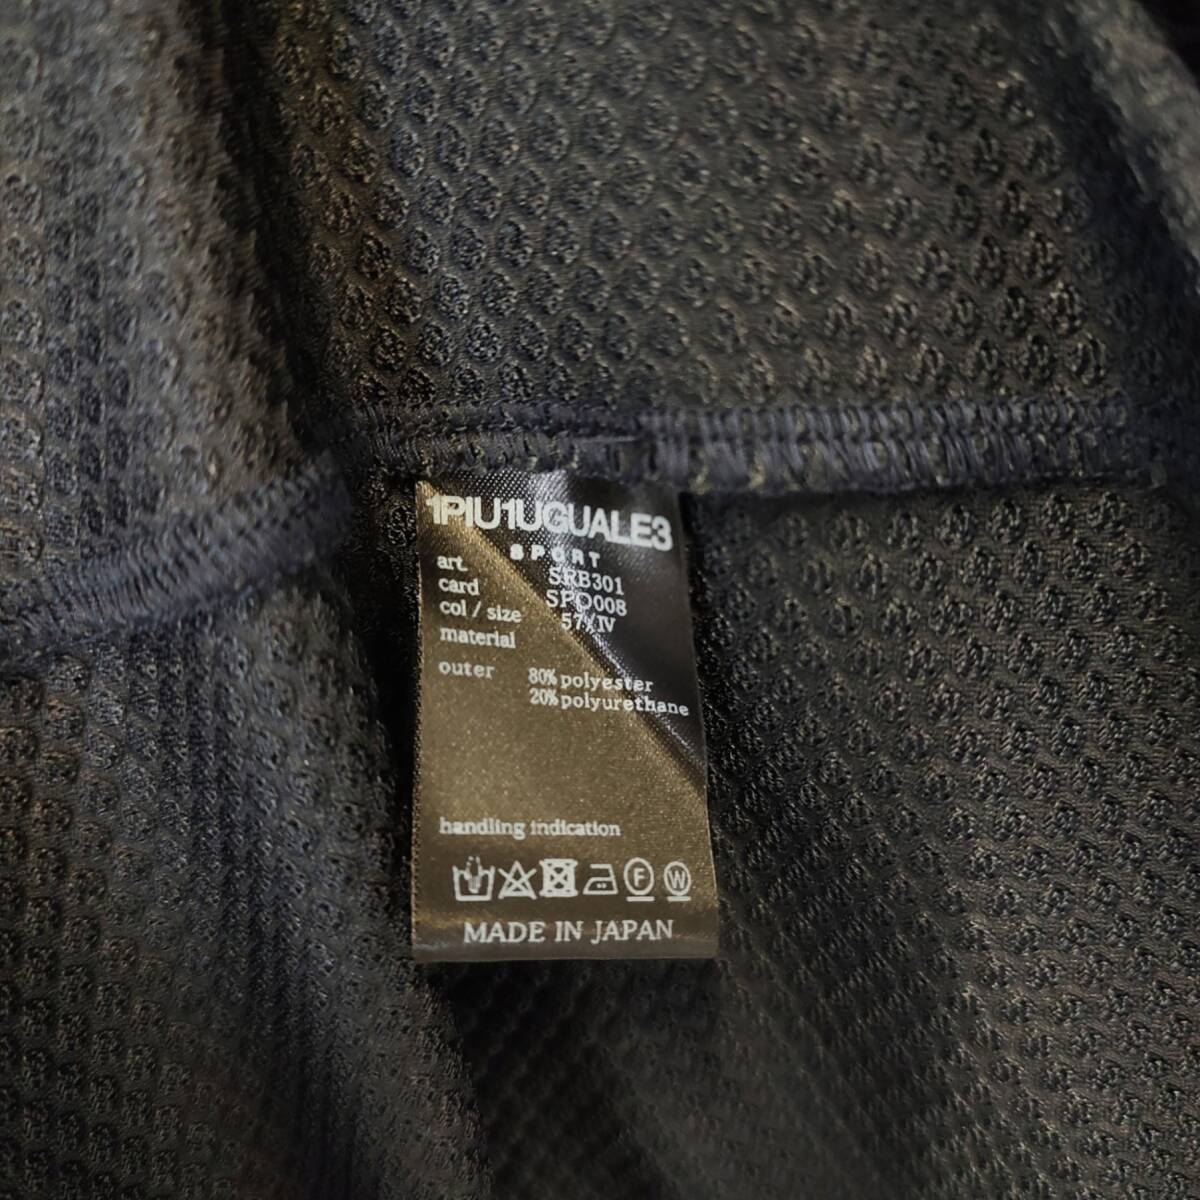 1PIU1UGUALE3
SPORT
art. SRB301
card SPO008
col / size 57/IV
material
outer 80% polyester
20% polyurethane
handling indication
F W
MADE IN JAPAN